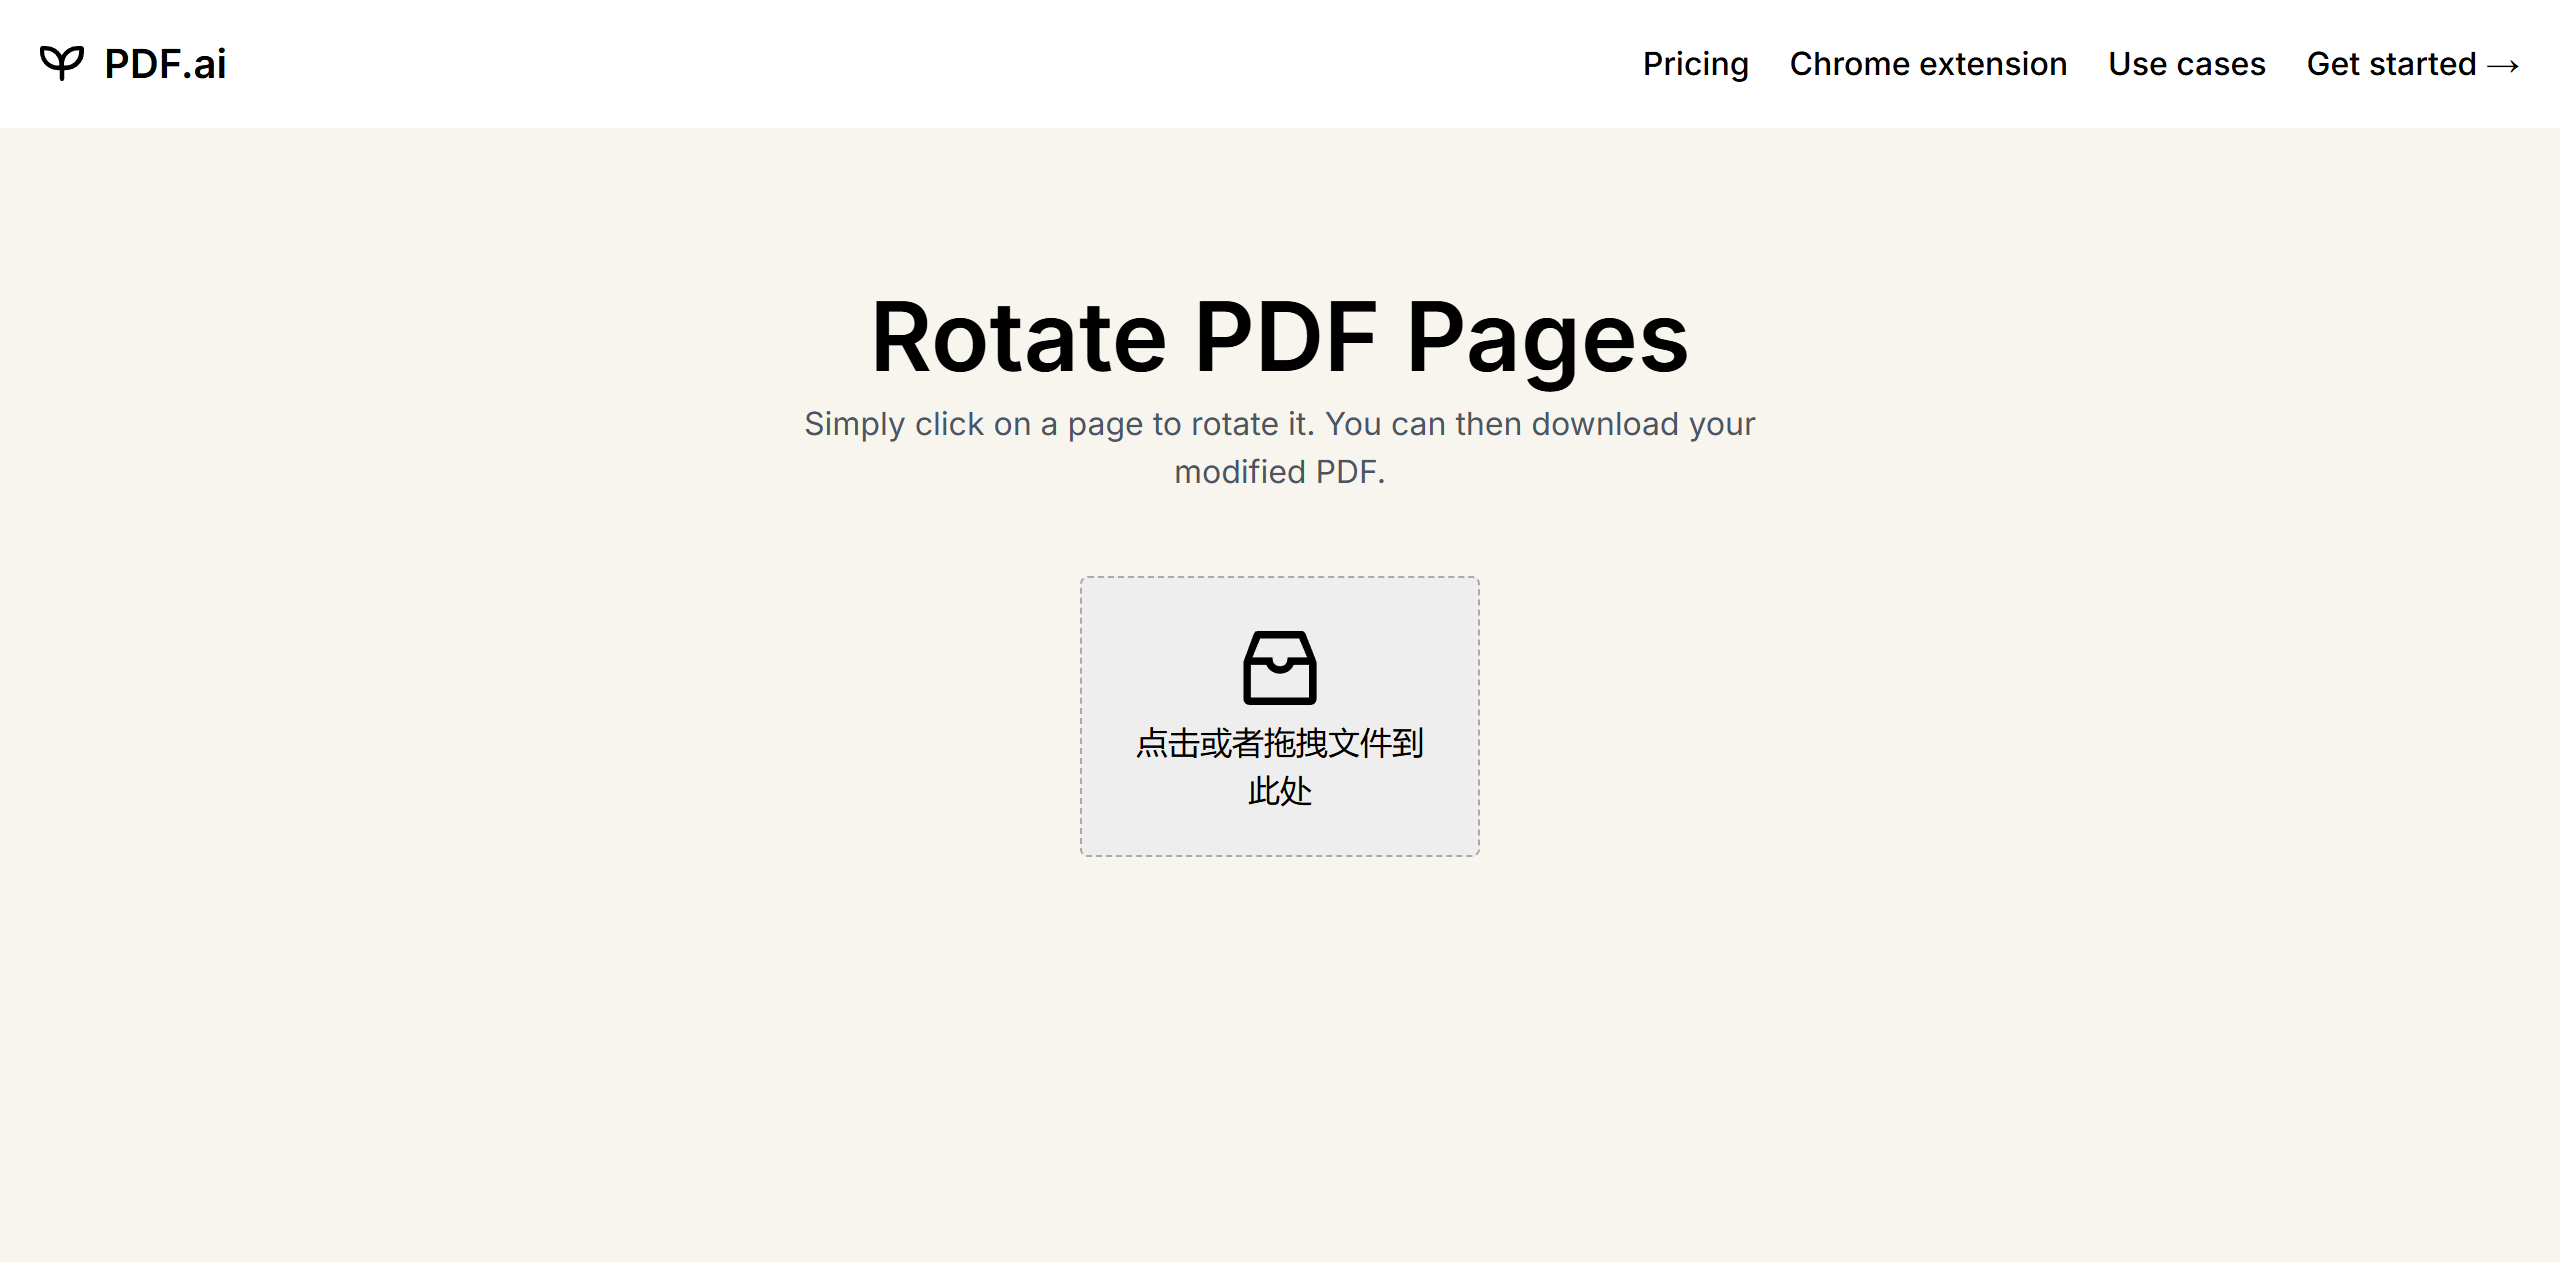 PDF.ai
Pricing
Chrome extension
Use cases
Get started →
Rotate PDF Pages
Simply click on a page to rotate it. You can then download your
modified PDF.
点击或者拖拽文件到
此处